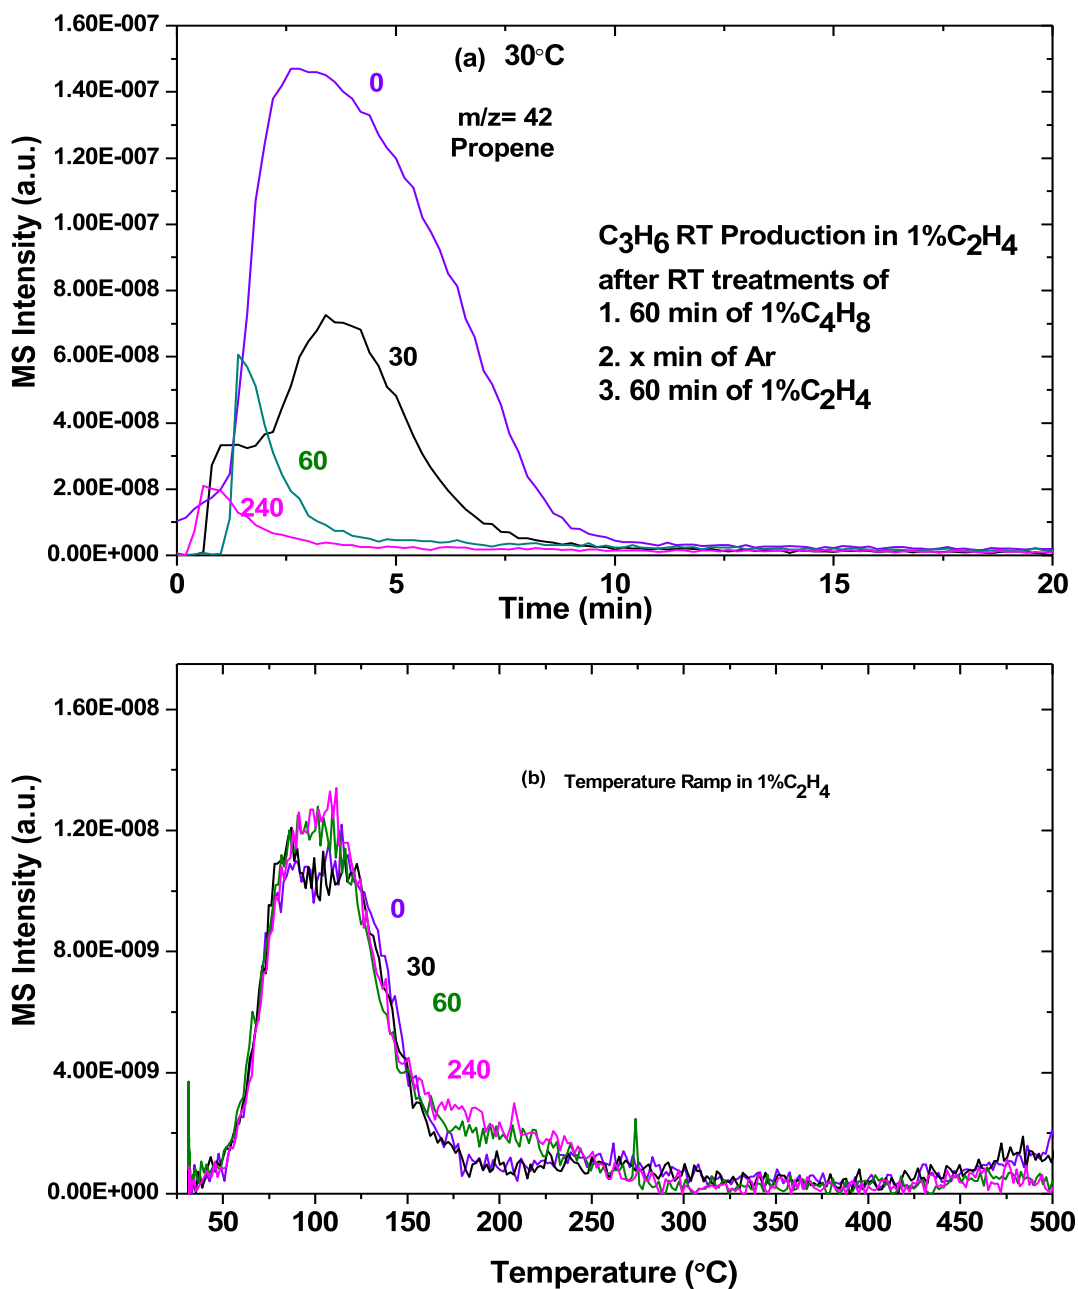 (a) 30°C
m/z= 42
Propene
0
30
60
240
C3H6 RT Production in 1%C2H4
after RT treatments of
1. 60 min of 1%C4H8
2. x min of Ar
3. 60 min of 1%C2H4
MS Intensity (a.u.)
1.60E-007
1.40E-007
1.20E-007
1.00E-007
8.00E-008
6.00E-008
4.00E-008
2.00E-008
0.00E+000
0 5 10 15 20
Time (min)
(b) Temperature Ramp in 1%C2H4
0
30
60
240
MS Intensity (a.u.)
1.60E-008
1.20E-008
8.00E-009
4.00E-009
0.00E+000
50 100 150 200 250 300 350 400 450 500
Temperature (°C)